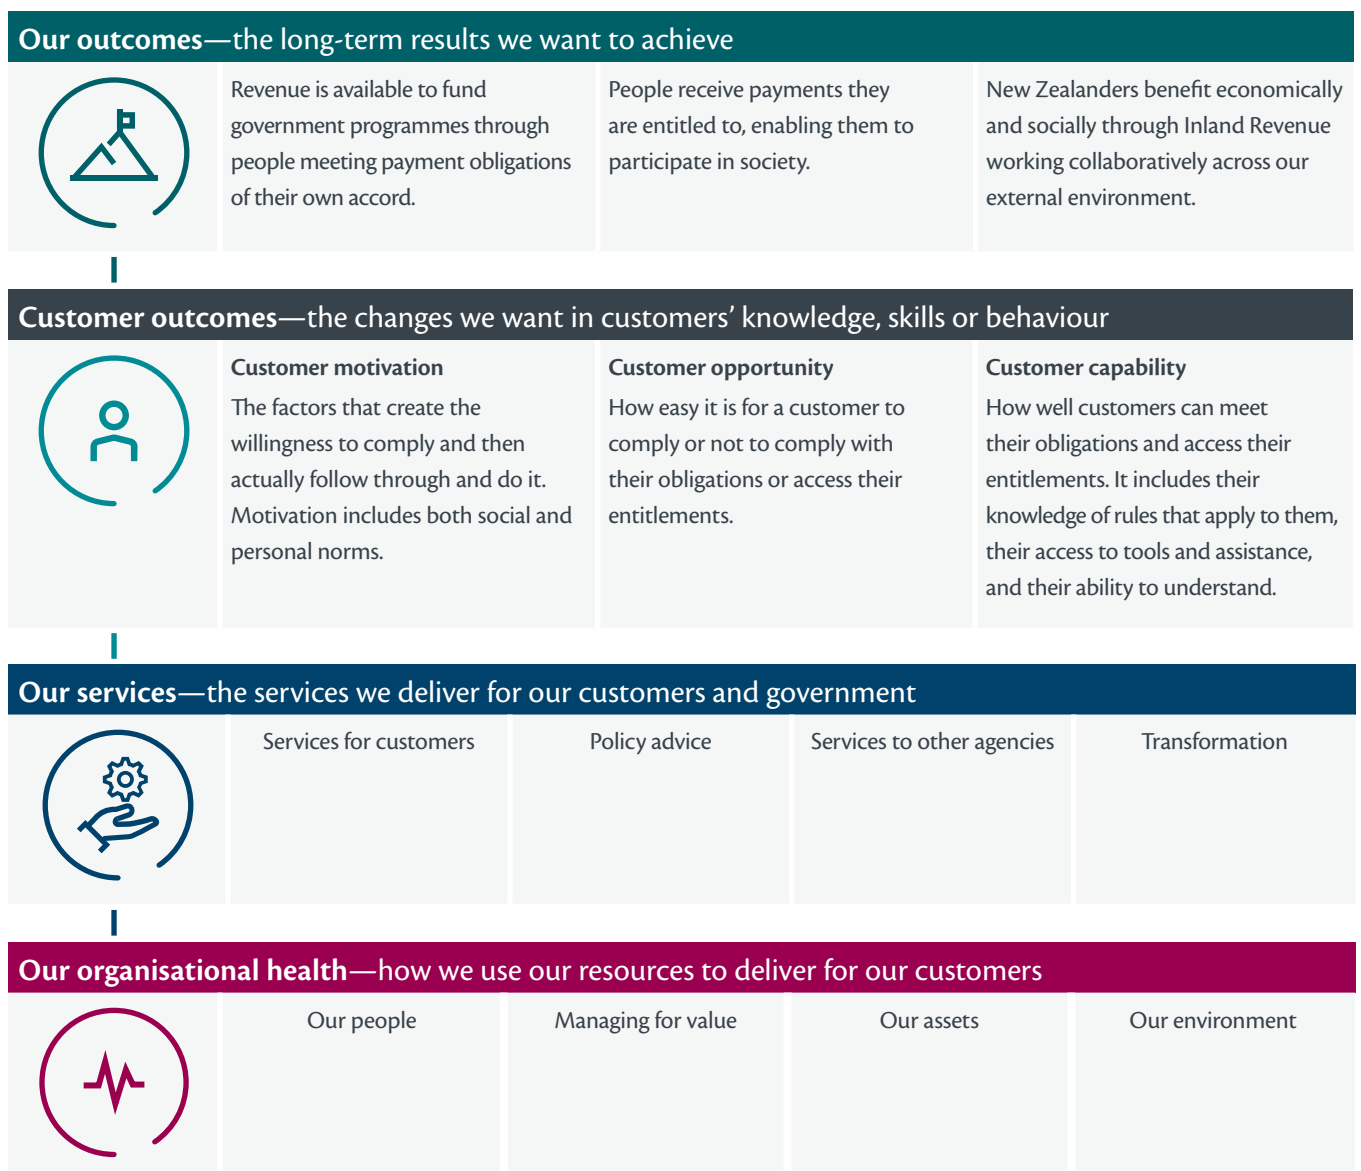 Our outcomes—the long-term results we want to achieve
Revenue is available to fund
government programmes through
people meeting payment obligations
of their own accord.
People receive payments they
are entitled to, enabling them to
participate in society.
New Zealanders benefit economically
and socially through Inland Revenue
working collaboratively across our
external environment.
Customer outcomes—the changes we want in customers’ knowledge, skills or behaviour
Customer motivation
The factors that create the
willingness to comply and then
actually follow through and do it.
Motivation includes both social and
personal norms.
Customer opportunity
How easy it is for a customer to
comply or not to comply with
their obligations or access their
entitlements.
Customer capability
How well customers can meet
their obligations and access their
entitlements. It includes their
knowledge of rules that apply to them,
their access to tools and assistance,
and their ability to understand.
Our services—the services we deliver for our customers and government
Services for customers
Policy advice
Services to other agencies
Transformation
Our organisational health—how we use our resources to deliver for our customers
Our people
Managing for value
Our assets
Our environment